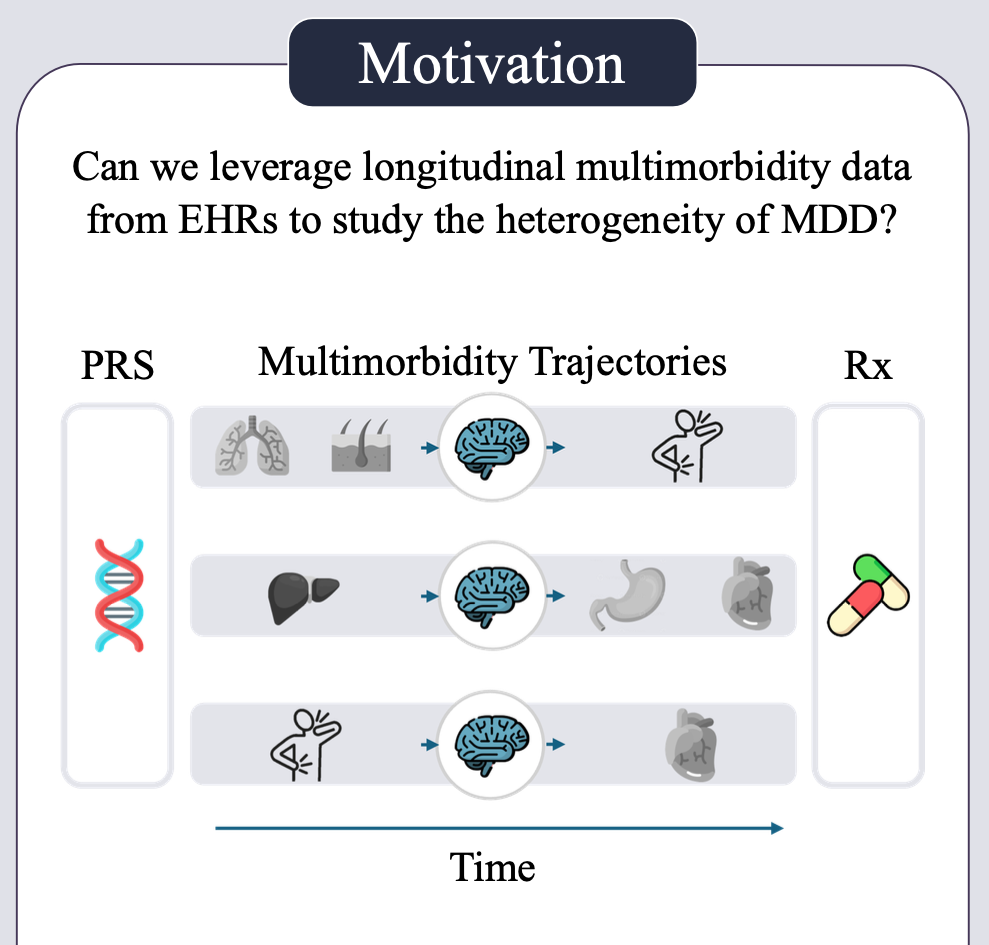 Motivation
Can we leverage longitudinal multimorbidity data
from EHRs to study the heterogeneity of MDD?
PRS
Multimorbidity Trajectories
Rx
Time